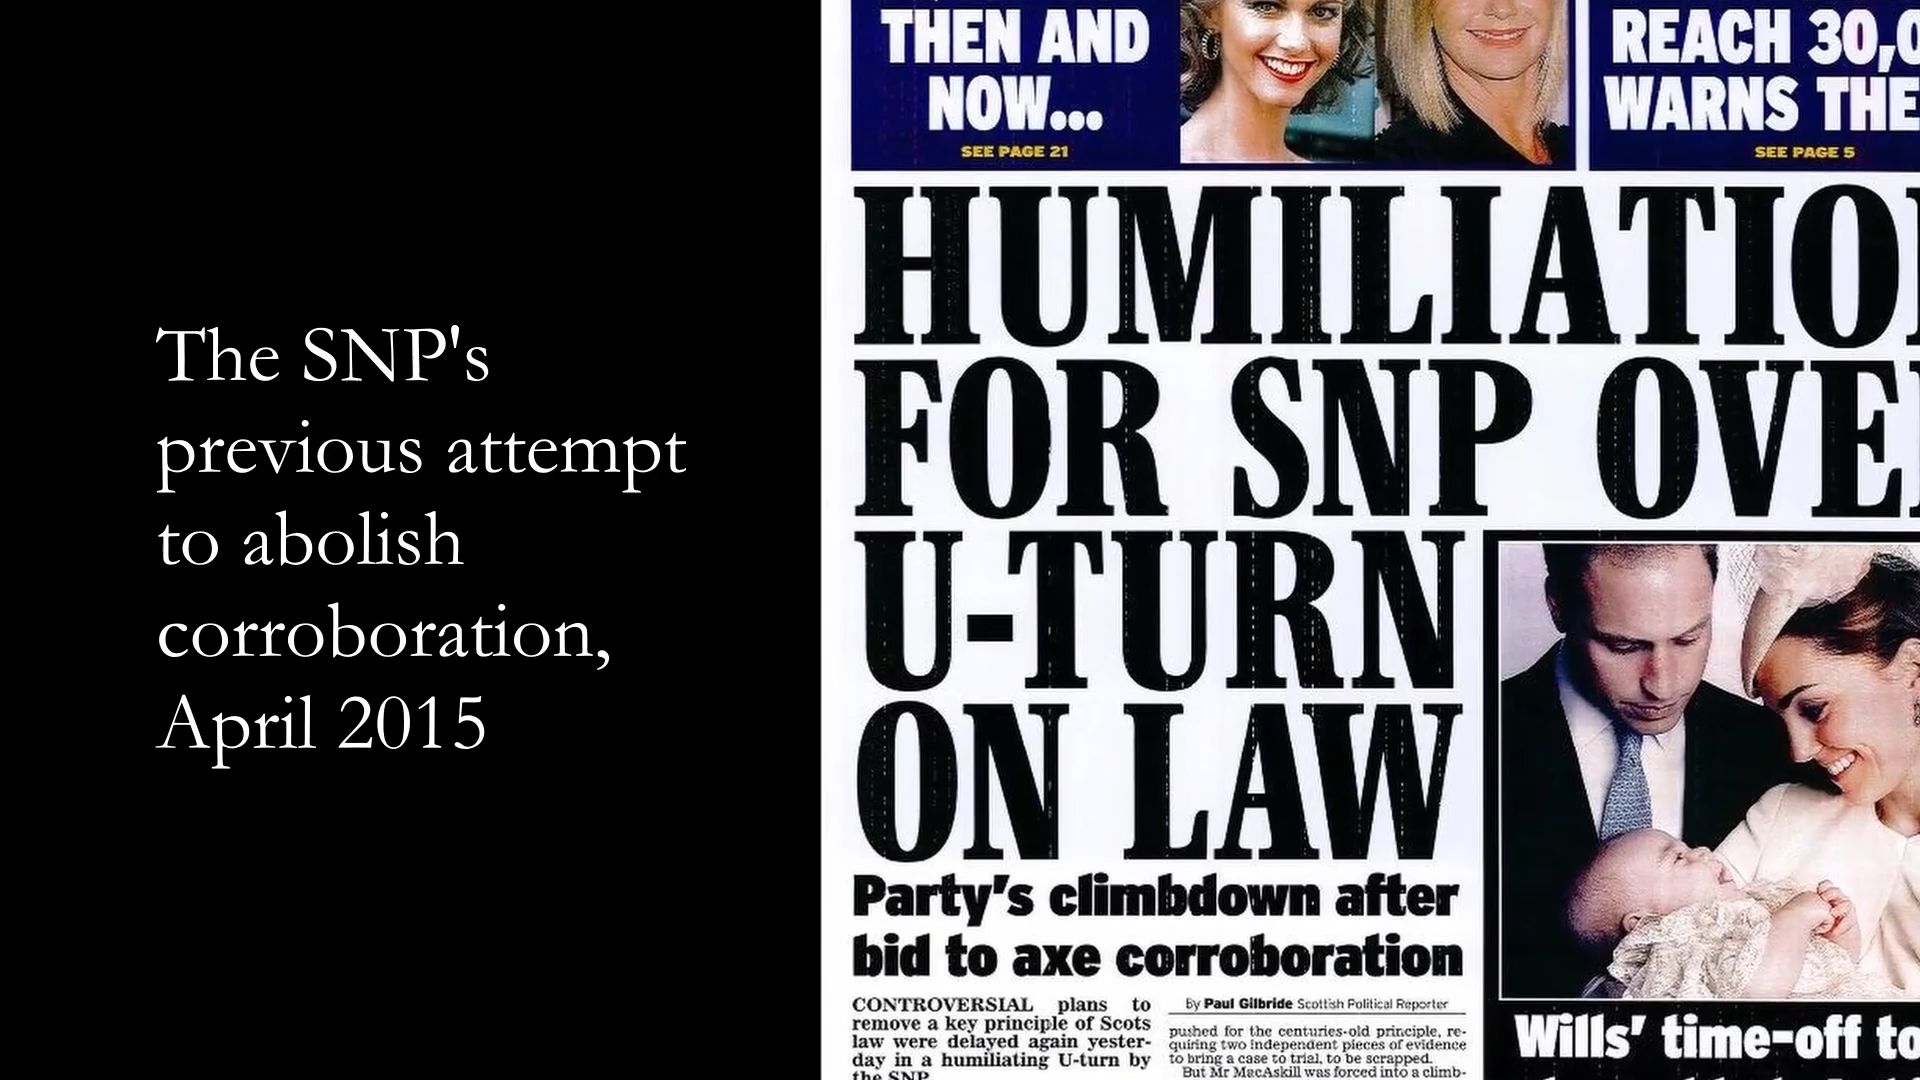 The SNP's
previous attempt
to abolish
corroboration,
April 2015
THEN AND
NOW...
SEE PAGE 21
REACH 30,0
WARNS THE
SEE PAGE 5
HUMILIATION
FOR SNP OVE
U-TURN
ON LAW
Party's climbdown after
bid to axe corroboration
CONTROVERSIAL plans to
remove a key principle of Scots
law were delayed again yester-
day in a humiliating U-turn by
the SNP.
By Paul Gilbride Scottish Political Reporter
pushed for the centuries-old principle, re-
quiring two independent pieces of evidence
to bring a case to trial, to be scrapped.
But Mr MacAskill was forced into a climb-
Wills' time-off to